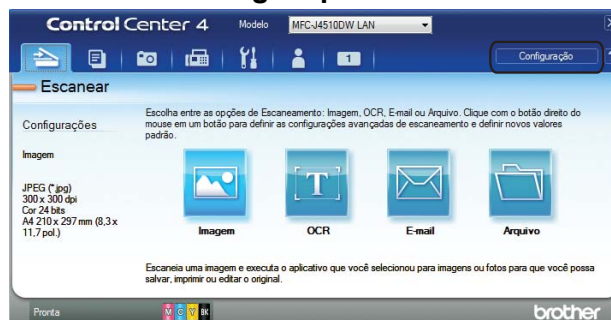 Control Center 4 Modelo MFC-J4510DW LAN
1 Configuração
Escanear
Escolha entre as opções de Escaneamento: Imagem, OCR, E-mail ou Arquivo. Clique com o botão direito do
mouse em um botão para definir as configurações avançadas de escaneamento e definir novos valores
padrão.
Configurações
Imagem
JPEG (*.jpg)
300 x 300 dpi
Cor 24 bits
A4 210 x 297 mm (8,3 x
11,7 pol.)
T
Imagem OCR E-mail Arquivo
Escaneia uma imagem e executa o aplicativo que você selecionou para imagens ou fotos para que você possa
salvar, imprimir ou editar o original.
Pronta M C Y BK brother